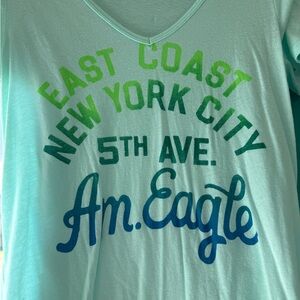 EAST COAST
NEW YORK CITY
5TH AVE.
Am. Eagle